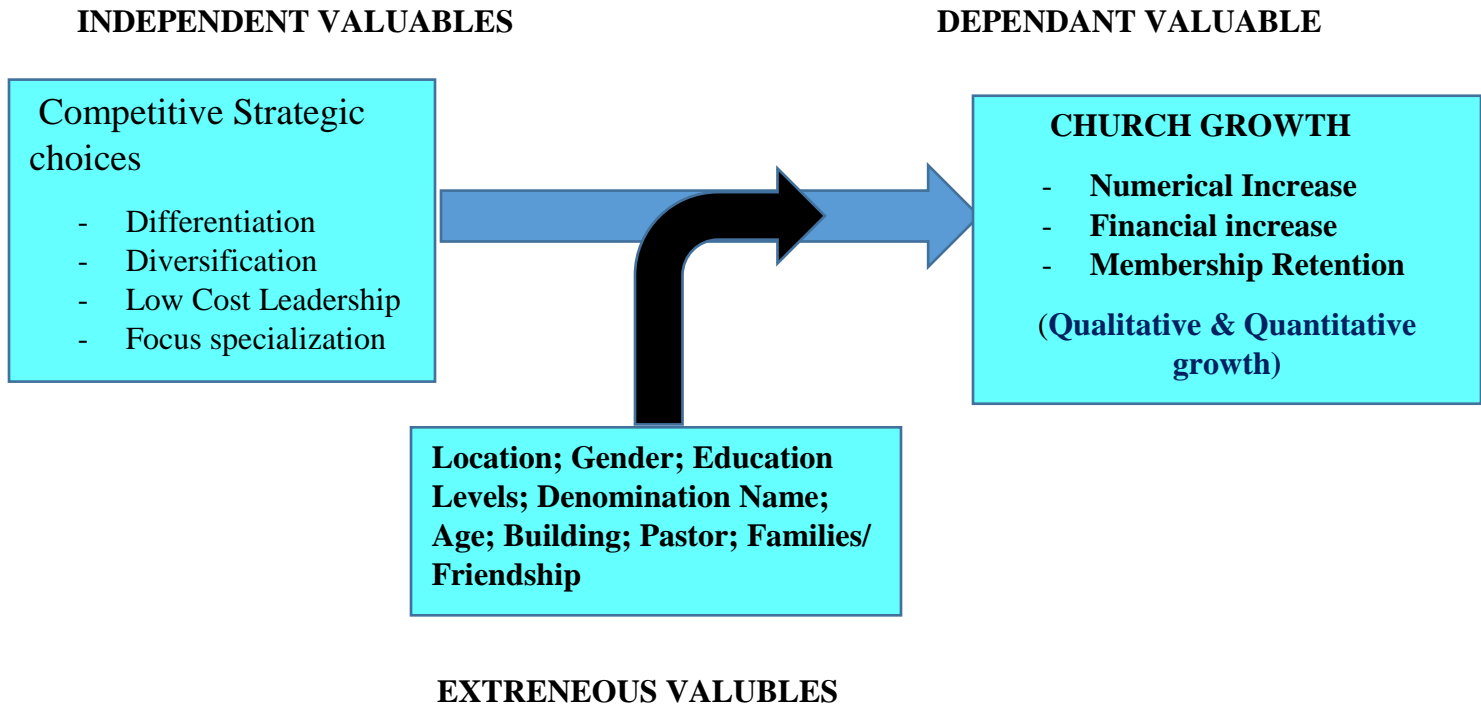 INDEPENDENT VALUABLES
DEPENDANT VALUABLE
Competitive Strategic
choices
- Differentiation
- Diversification
- Low Cost Leadership
- Focus specialization
CHURCH GROWTH
- Numerical Increase
- Financial increase
- Membership Retention
(Qualitative & Quantitative
growth)
Location; Gender; Education
Levels; Denomination Name;
Age; Building; Pastor; Families/
Friendship
EXTRENEOUS VALUBLES